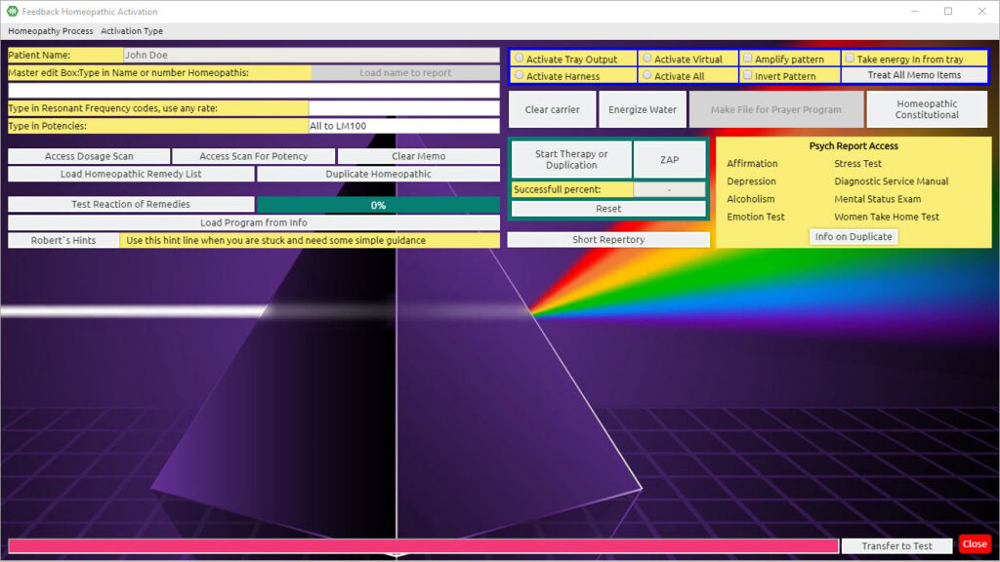 Feedback Homeopathic Activation
Homeopathy Process Activation Type
Patient Name: John Doe
Master edit Box:Type in Name or number Homeopathis: Load name to report
Type in Resonant Frequency codes, use any rate:
Type in Potencies: All to LM100
Access Dosage Scan Access Scan For Potency Clear Memo
Load Homeopathic Remedy List Duplicate Homeopathic
Test Reaction of Remedies 0%
Load Program from Info
Robert`s Hints Use this hint line when you are stuck and need some simple guidance
Activate Tray Output Activate Virtual Amplify pattern Take energy In from tray
Activate Harness Activate All Invert Pattern Treat All Memo Items
Clear carrier Energize Water Make File for Prayer Program Homeopathic
Constitutional
Start Therapy or
Duplication ZAP
Successfull percent: -
Reset
Short Repertory
Psych Report Access
Affirmation Stress Test
Depression Diagnostic Service Manual
Alcoholism Mental Status Exam
Emotion Test Women Take Home Test
Info on Duplicate
Transfer to Test Close